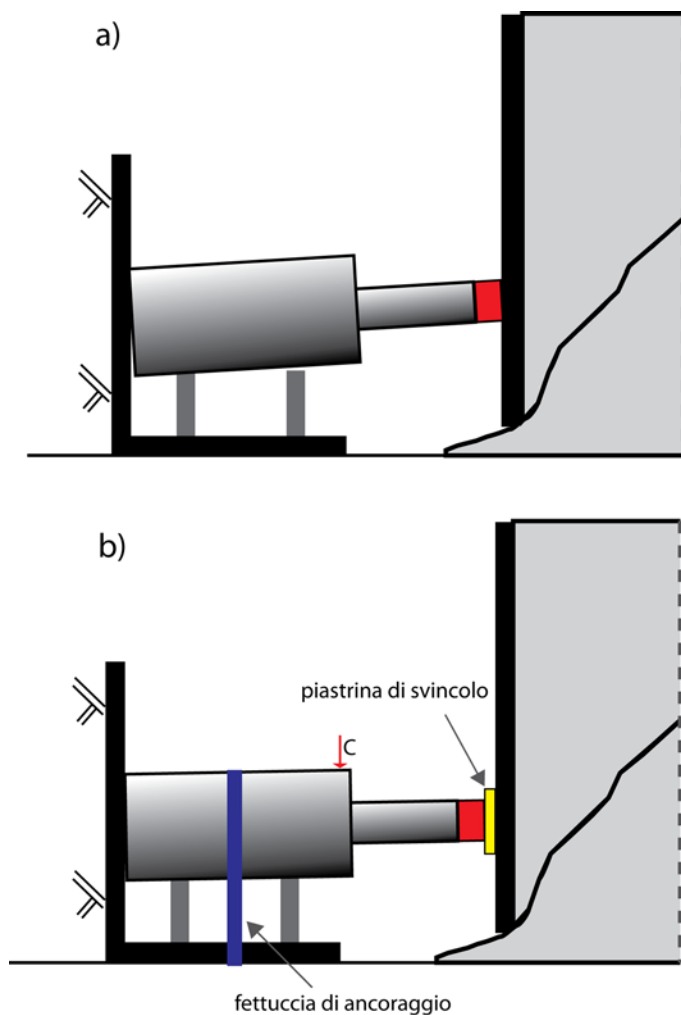 a)
b)
piastrina di svincolo
C
fettuccia di ancoraggio